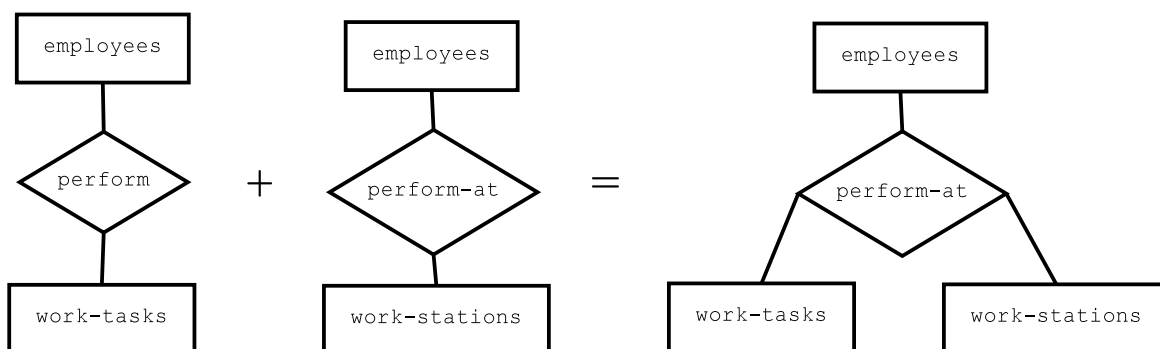 employees
perform
work-tasks
+
employees
perform-at
work-stations
=
employees
perform-at
work-tasks
work-stations